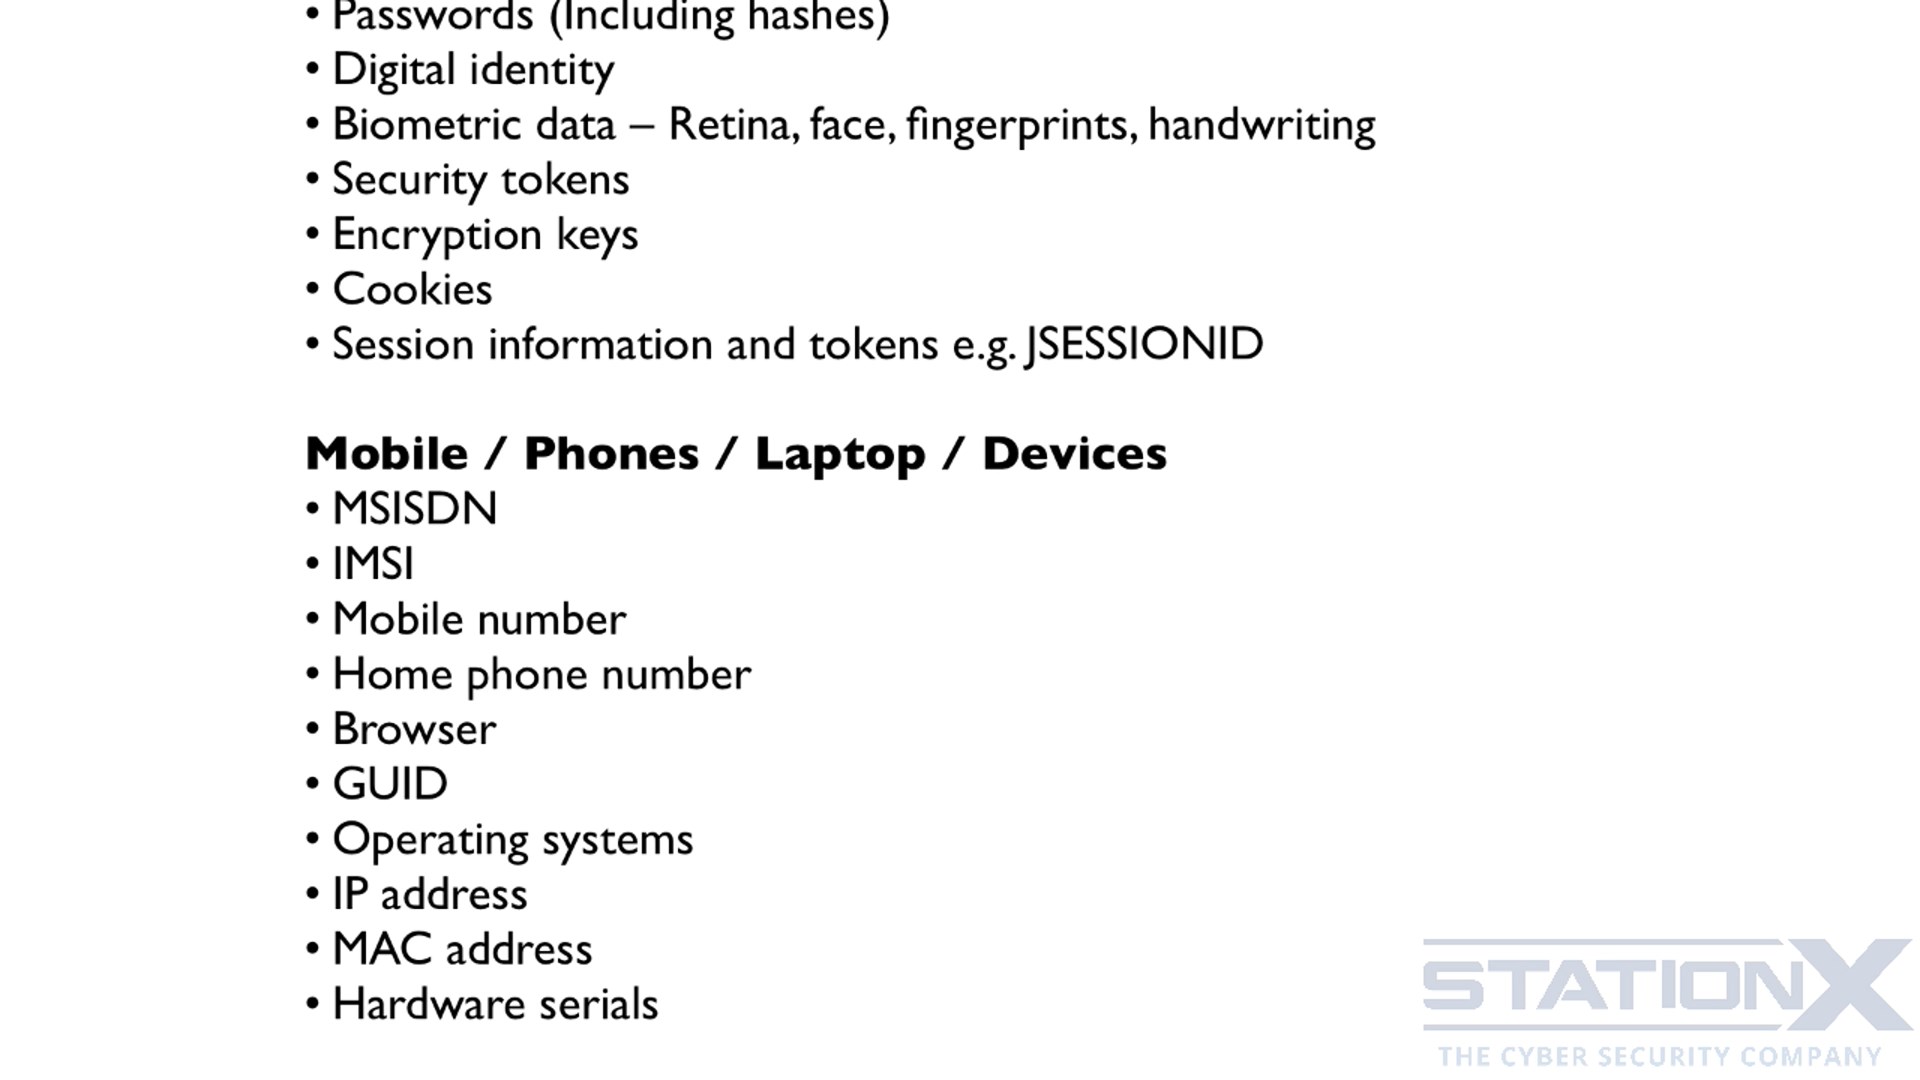 • Passwords (Including hashes)
• Digital identity
• Biometric data – Retina, face, fingerprints, handwriting
• Security tokens
• Encryption keys
• Cookies
• Session information and tokens e.g. JSESSIONID
Mobile / Phones / Laptop / Devices
• MSISDN
• IMSI
• Mobile number
• Home phone number
• Browser
• GUID
• Operating systems
• IP address
• MAC address
• Hardware serials
STATIONX
THE CYBER SECURITY COMPANY